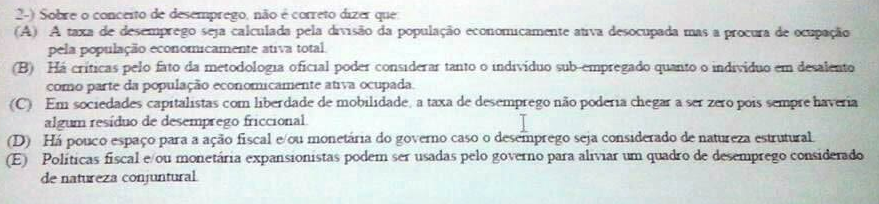 2-) Sobre o conceito de desemprego, não é correto dizer que:
(A) A taxa de desemprego seja calculada pela divisão da população economicamente ativa desocupada mas a procura de ocupação
pela população economicamente ativa total.
(B) Há críticas pelo fato da metodologia oficial poder considerar tanto o indivíduo sub-empregado quanto o indivíduo em desalento
como parte da população economicamente ativa ocupada.
(C) Em sociedades capitalistas com liberdade de mobilidade, a taxa de desemprego não poderia chegar a ser zero pois sempre haveria
algum resíduo de desemprego friccional.
(D) Há pouco espaço para a ação fiscal e/ou monetária do governo caso o desemprego seja considerado de natureza estrutural.
(E) Políticas fiscal e/ou monetária expansionistas podem ser usadas pelo governo para aliviar um quadro de desemprego considerado
de natureza conjuntural.